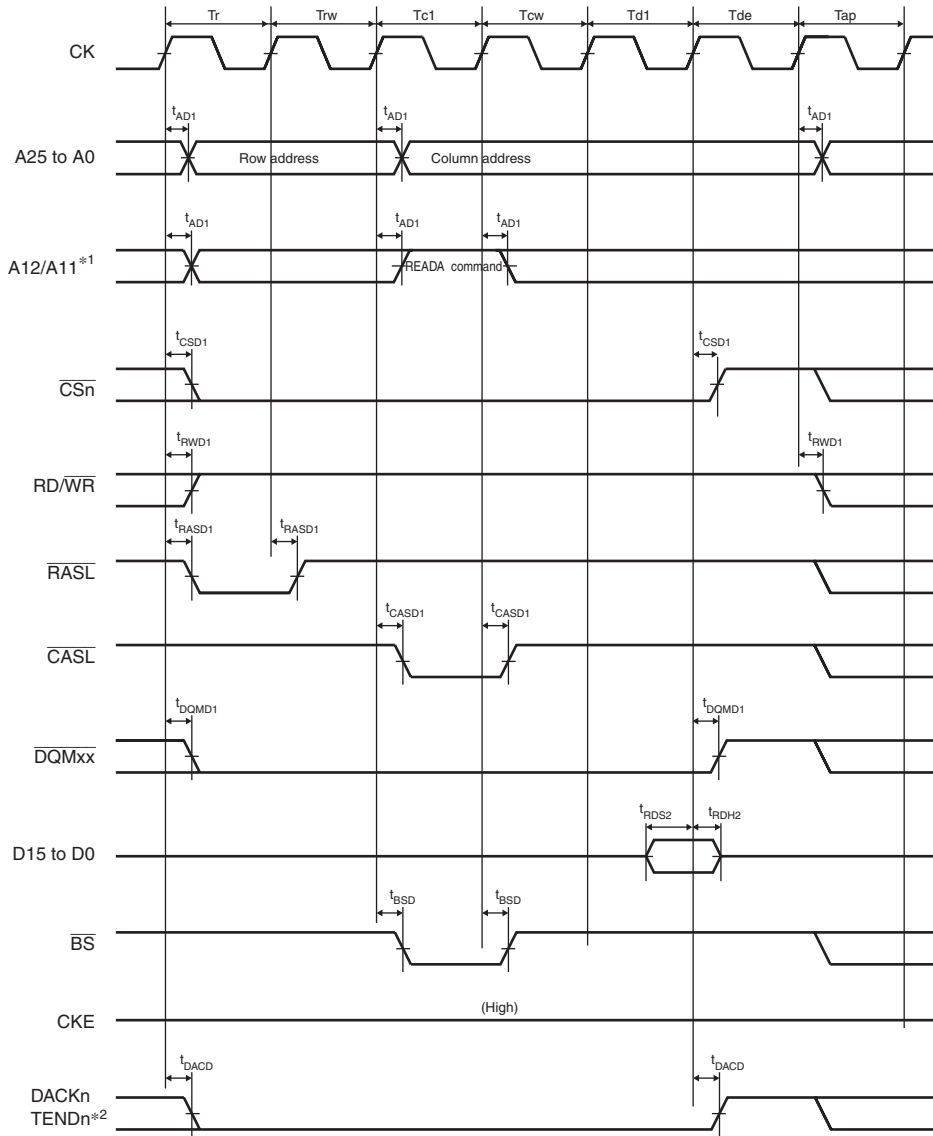 Tr Trw Tc1 Tcw Td1 Tde Tap
CK
tAD1 tAD1 tAD1
A25 to A0 Row address Column address
tAD1 tAD1 tAD1
A12/A11*1 READA command
tCSD1 tCSD1
CSn
tRWD1 tRWD1
RD/WR
tRASD1 tRASD1
RASL
tCASD1 tCASD1
CASL
tDQMD1 tDQMD1
DQMxx
tRDS2 tRDH2
D15 to D0
tBSD tBSD
BS
(High)
CKE
tDACD tDACD
DACKn
TENDn*2